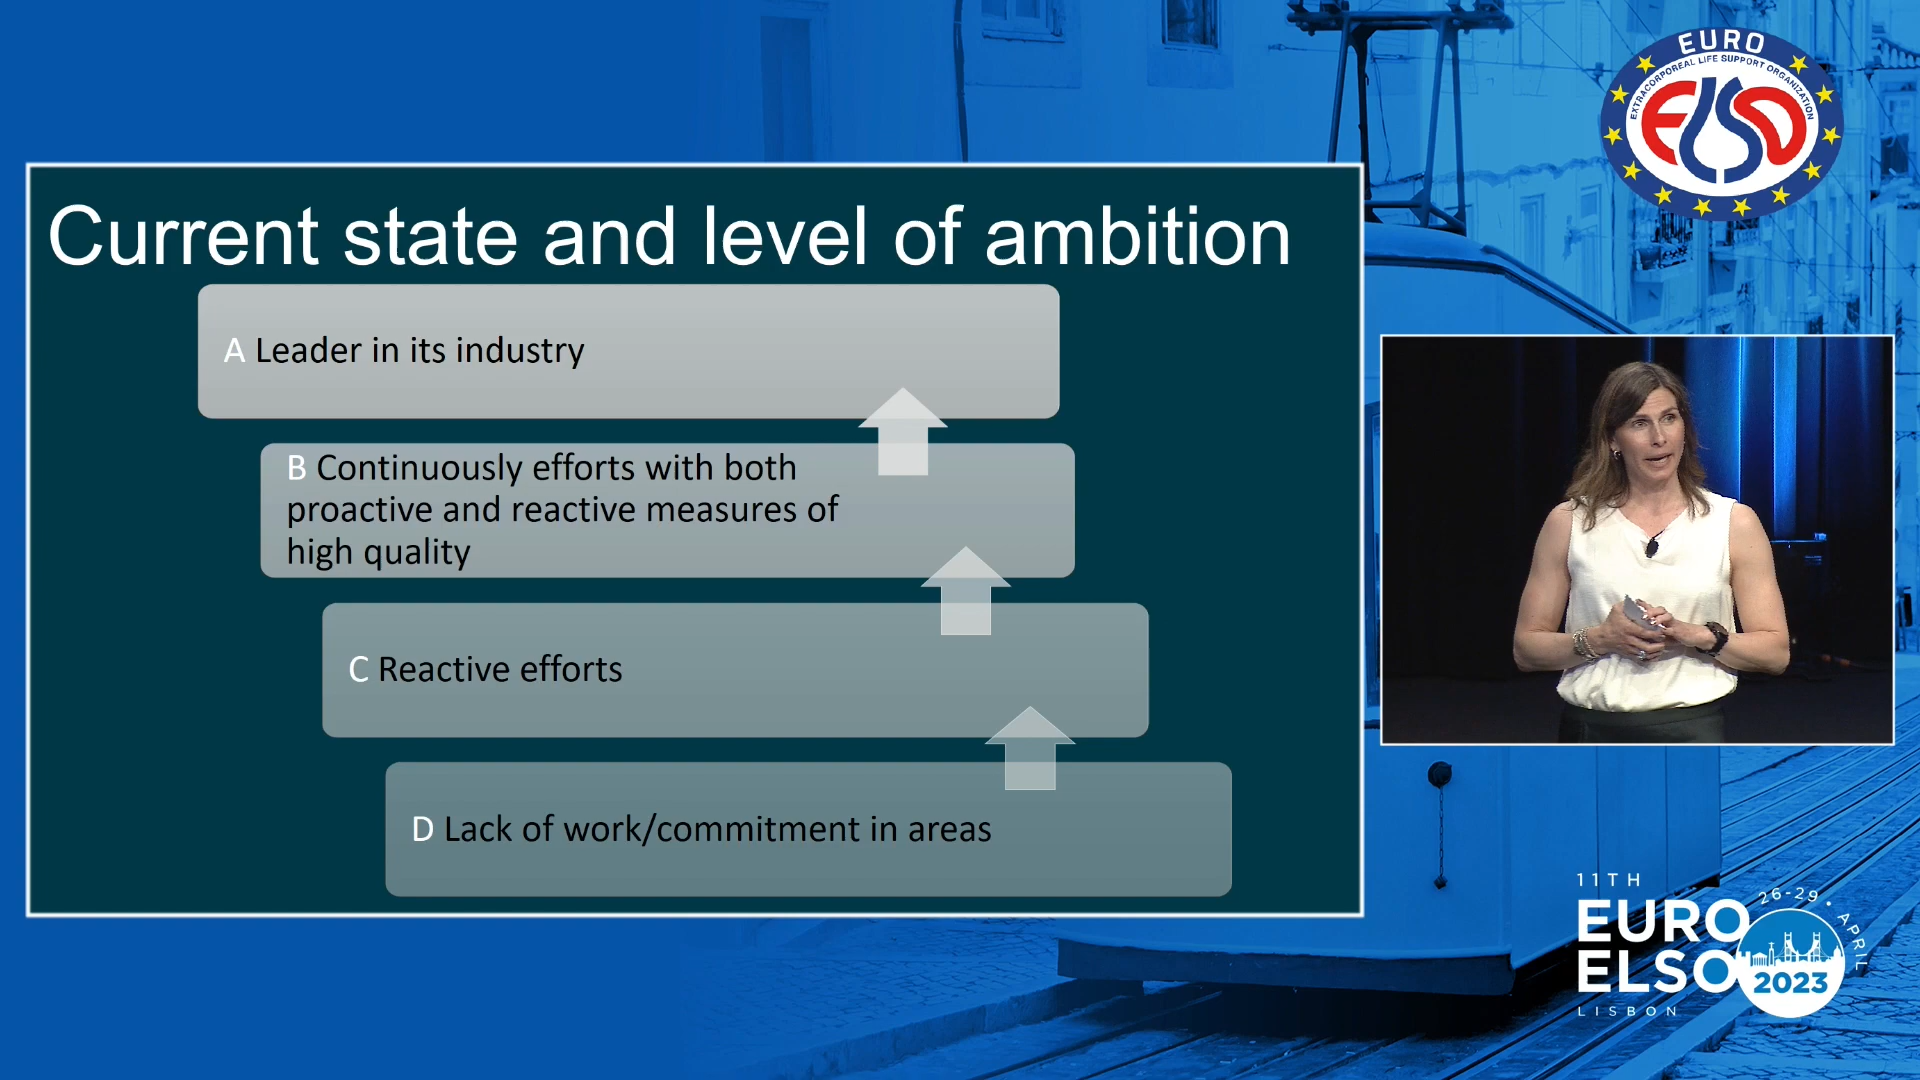 EURO
EXTRACORPOREAL LIFE SUPPORT ORGANIZATION
ELSO
Current state and level of ambition
A Leader in its industry
B Continuously efforts with both
proactive and reactive measures of
high quality
C Reactive efforts
D Lack of work/commitment in areas
11TH
EURO
ELSO
LISBON
26-29 • APRIL
2023